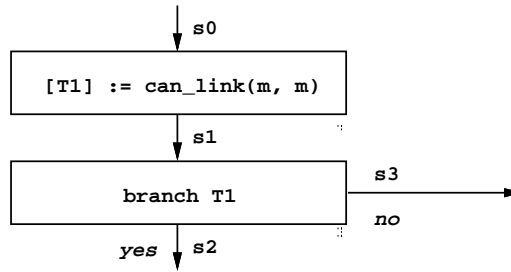 s0
[T1] := can_link(m, m)
s1
s3
branch T1
no
yes s2